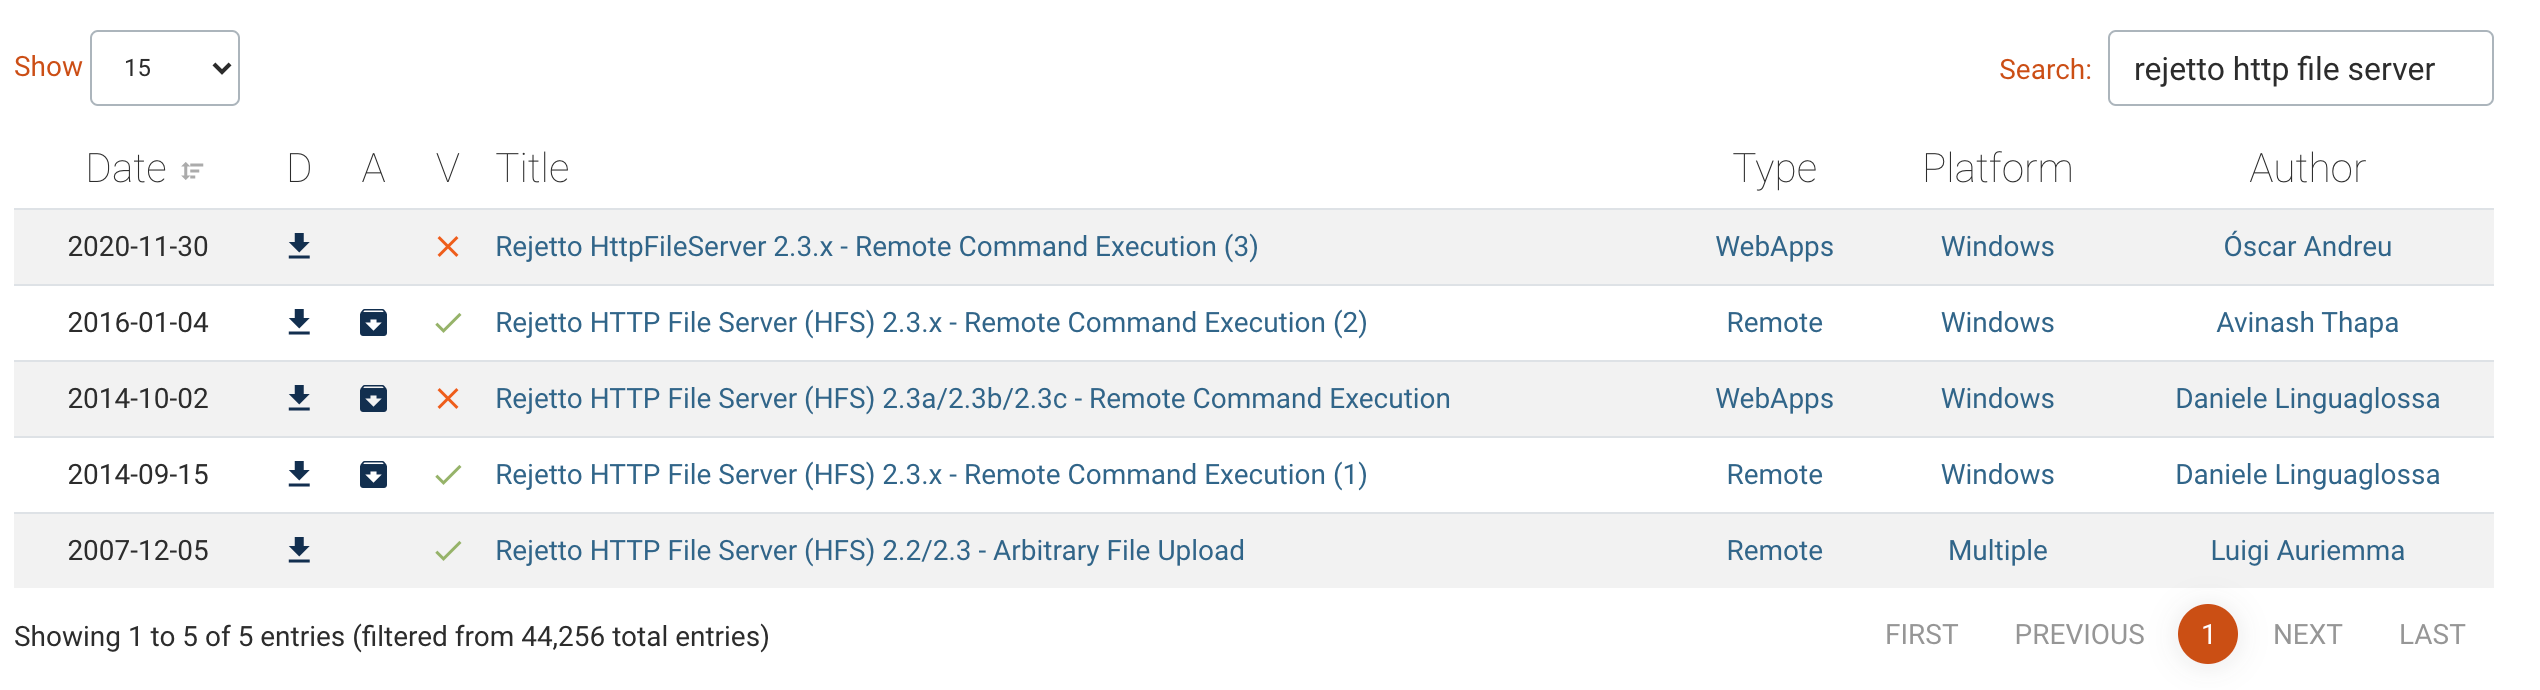 Show 15 Search: rejetto http file server
Date D A V Title Type Platform Author
2020-11-30 Rejetto HttpFileServer 2.3.x - Remote Command Execution (3) WebApps Windows Óscar Andreu
2016-01-04 Rejetto HTTP File Server (HFS) 2.3.x - Remote Command Execution (2) Remote Windows Avinash Thapa
2014-10-02 Rejetto HTTP File Server (HFS) 2.3a/2.3b/2.3c - Remote Command Execution WebApps Windows Daniele Linguaglossa
2014-09-15 Rejetto HTTP File Server (HFS) 2.3.x - Remote Command Execution (1) Remote Windows Daniele Linguaglossa
2007-12-05 Rejetto HTTP File Server (HFS) 2.2/2.3 - Arbitrary File Upload Remote Multiple Luigi Auriemma
Showing 1 to 5 of 5 entries (filtered from 44,256 total entries) FIRST PREVIOUS 1 NEXT LAST